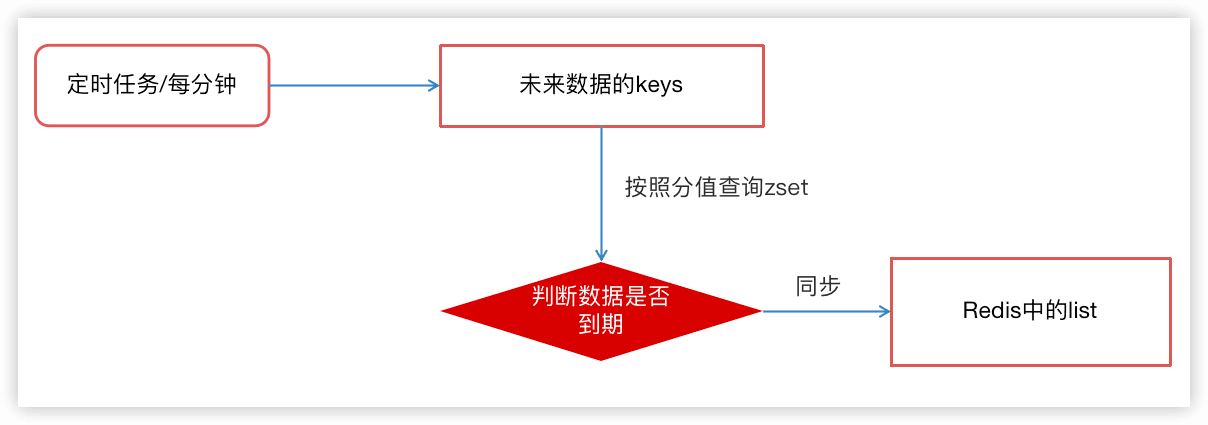 定时任务/每分钟
未来数据的keys
按照分值查询zset
判断数据是否
到期
同步
Redis中的list